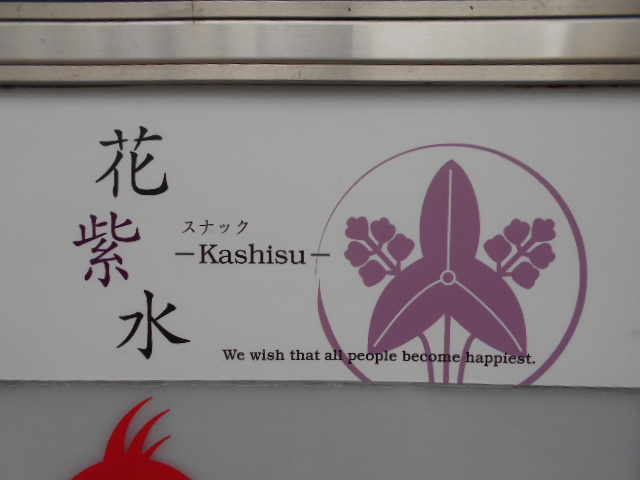 花紫水
スナック
-Kashisu-
We wish that all people become happiest.